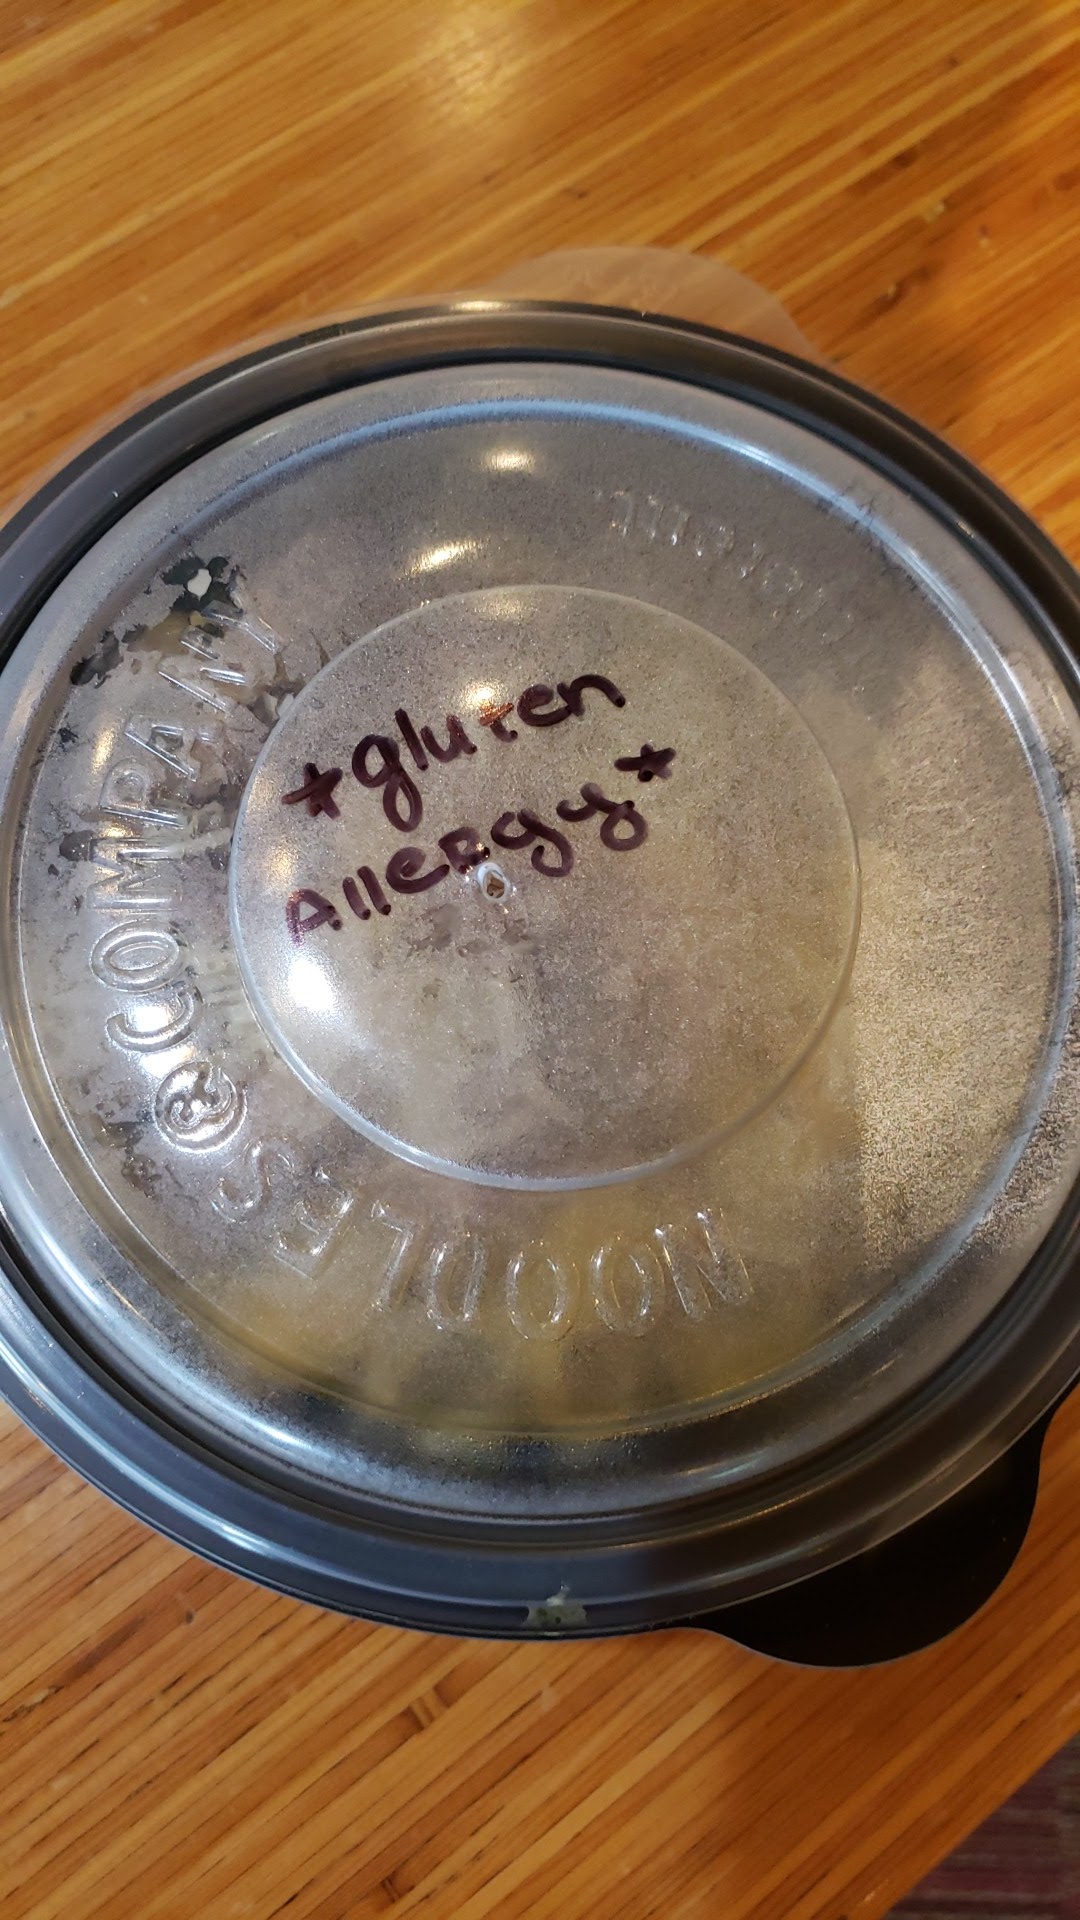 *gluten
Allergy*
NOODLES & COMPANY